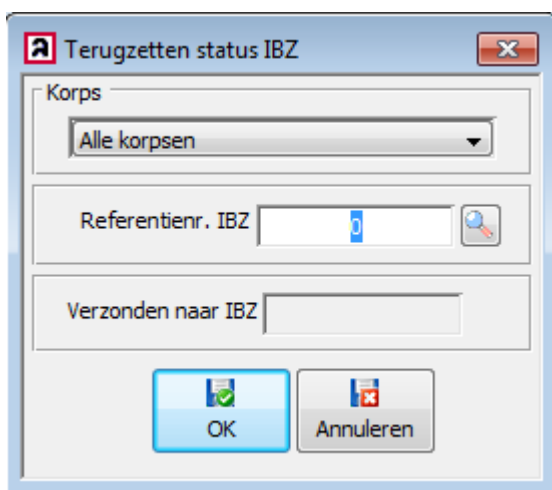 a Terugzetten status IBZ
Korps
Alle korpsen
Referentienr. IBZ 0
Verzonden naar IBZ
OK Annuleren